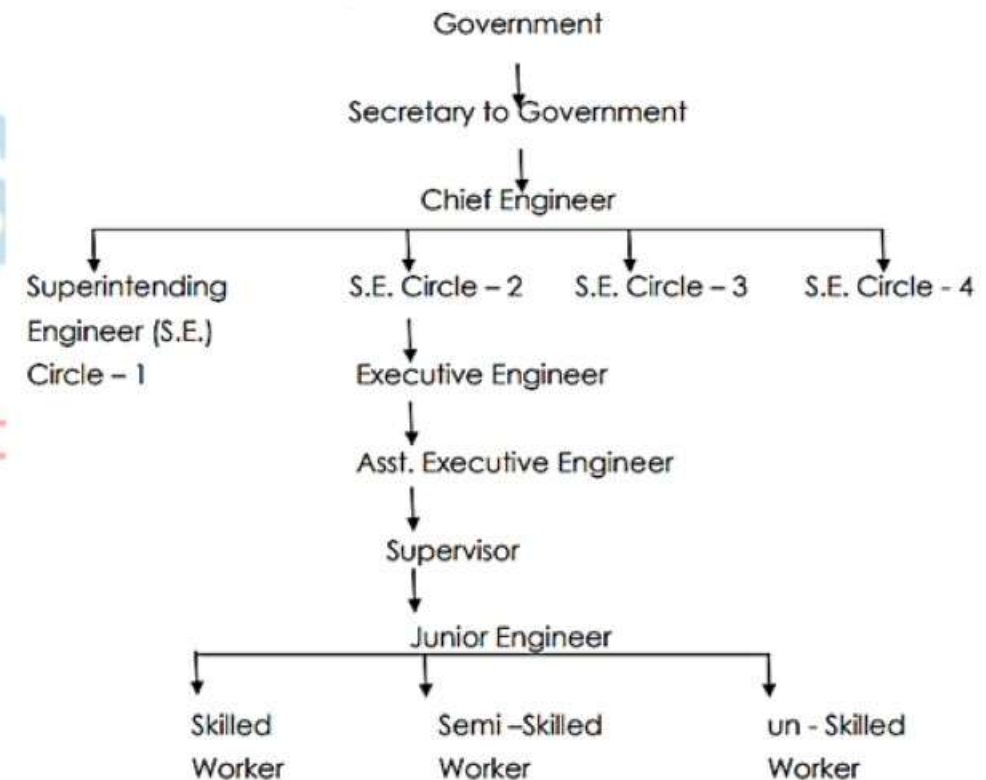 Government
Secretary to Government
Chief Engineer
Superintending
Engineer (S.E.)
Circle – 1
S.E. Circle – 2
S.E. Circle – 3
S.E. Circle - 4
Executive Engineer
Asst. Executive Engineer
Supervisor
Junior Engineer
Skilled
Worker
Semi –Skilled
Worker
un - Skilled
Worker